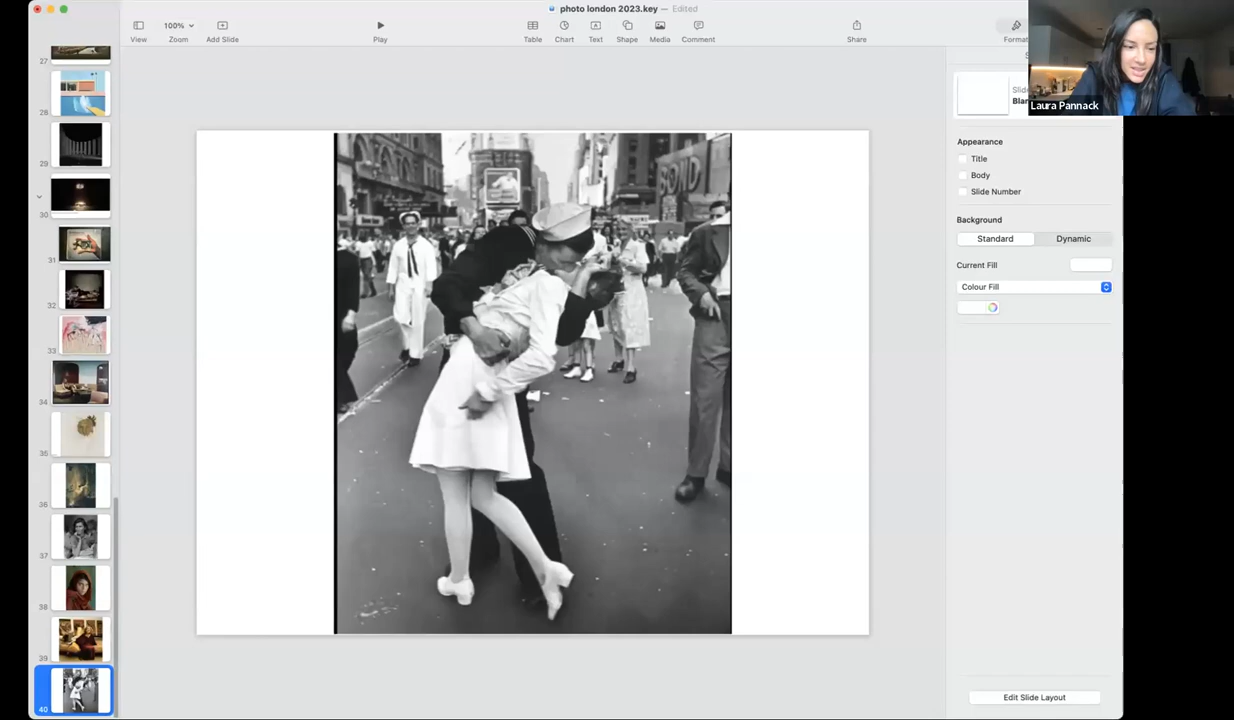 photo london 2023.key — Edited
100%
View
Zoom
Add Slide
Play
Table
Chart
Text
Shape
Media
Comment
Share
Format
Laura Pannack
Appearance
Title
Body
Slide Number
Background
Standard
Dynamic
Current Fill
Colour Fill
Edit Slide Layout
BOND
27
28
29
30
31
32
33
34
35
36
37
38
39
40